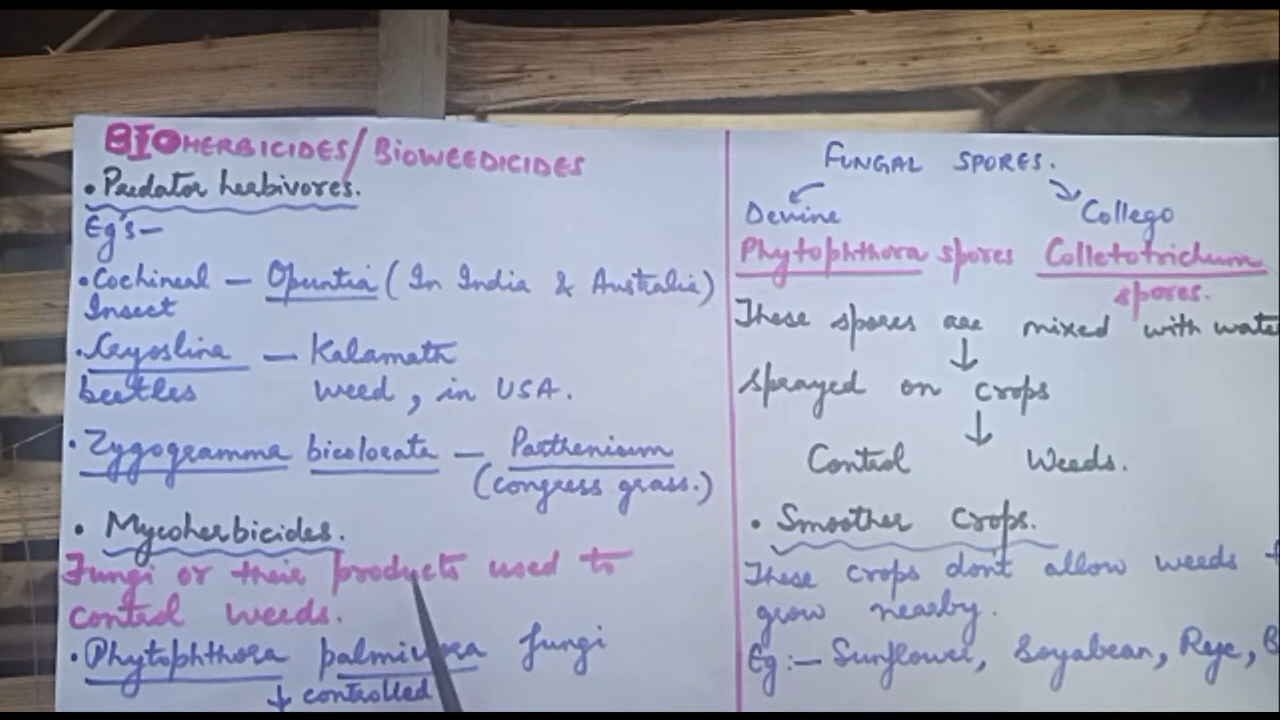 BIOHERBICIDES/BIOWEEDICIDES
• Predator herbivores.
Eg's—
• Cochineal — Opuntia (In India & Australia)
Insect
• — Kalamath
beetles weed, in USA.
• Zygogramma bicolorata — Parthenium
(congress grass.)
• Mycoherbicides.
Fungi or their products used to
control weeds.
• Phytophthora palmivora fungi
↓ controlled
FUNGAL SPORES.
Devine Collego
Phytophthora spores Colletotrichum
spores.
These spores are mixed with wate
↓
sprayed on crops
↓
Control Weeds.
• Smoother Crops.
These crops don't allow weeds t
grow nearby.
Eg:— Sunflower, Soyabean, Rye, B